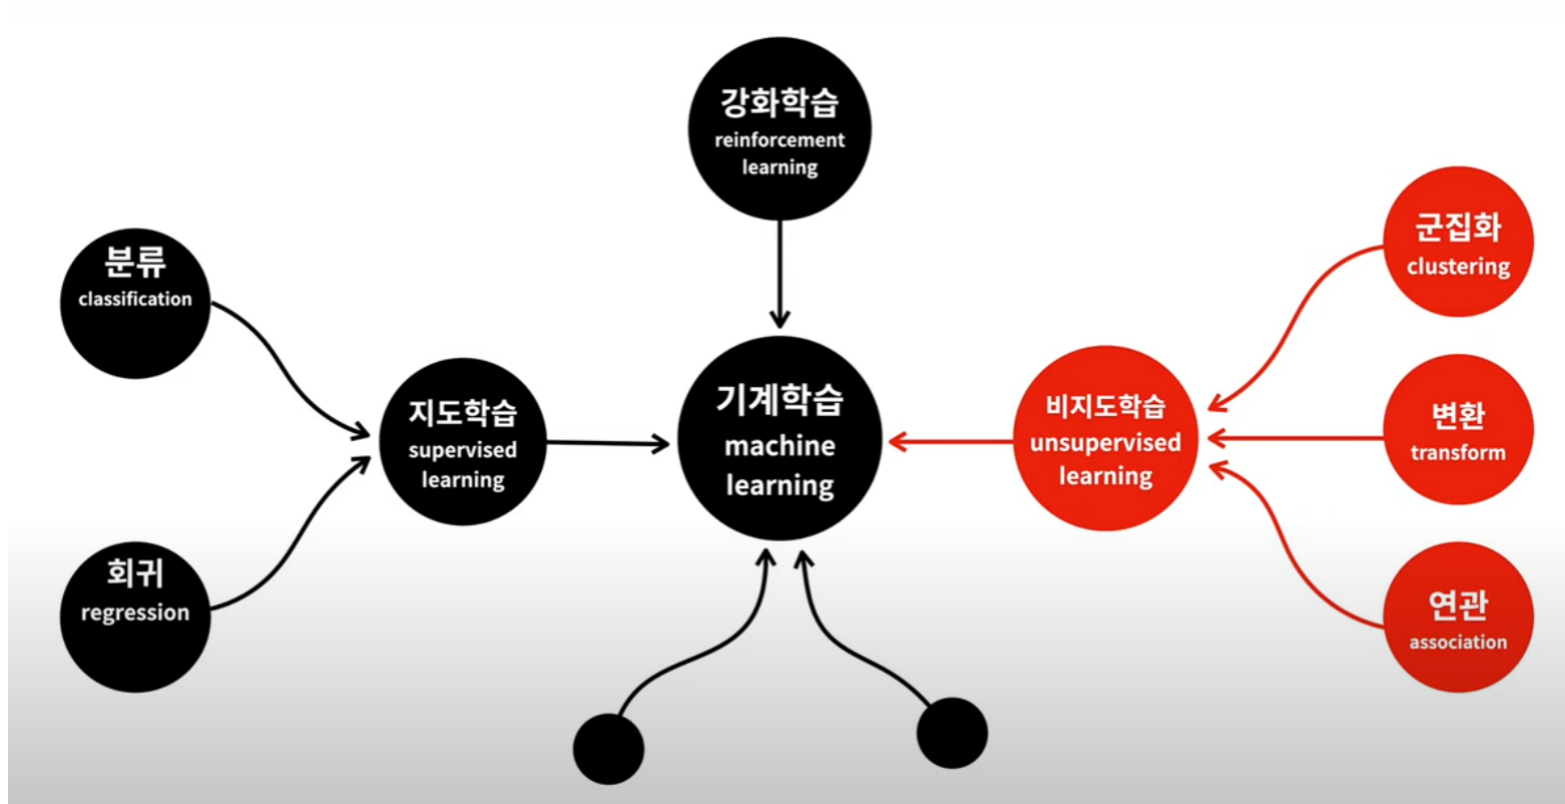 강화학습
reinforcement
learning
분류
classification
회귀
regression
지도학습
supervised
learning
기계학습
machine
learning
비지도학습
unsupervised
learning
군집화
clustering
변환
transform
연관
association